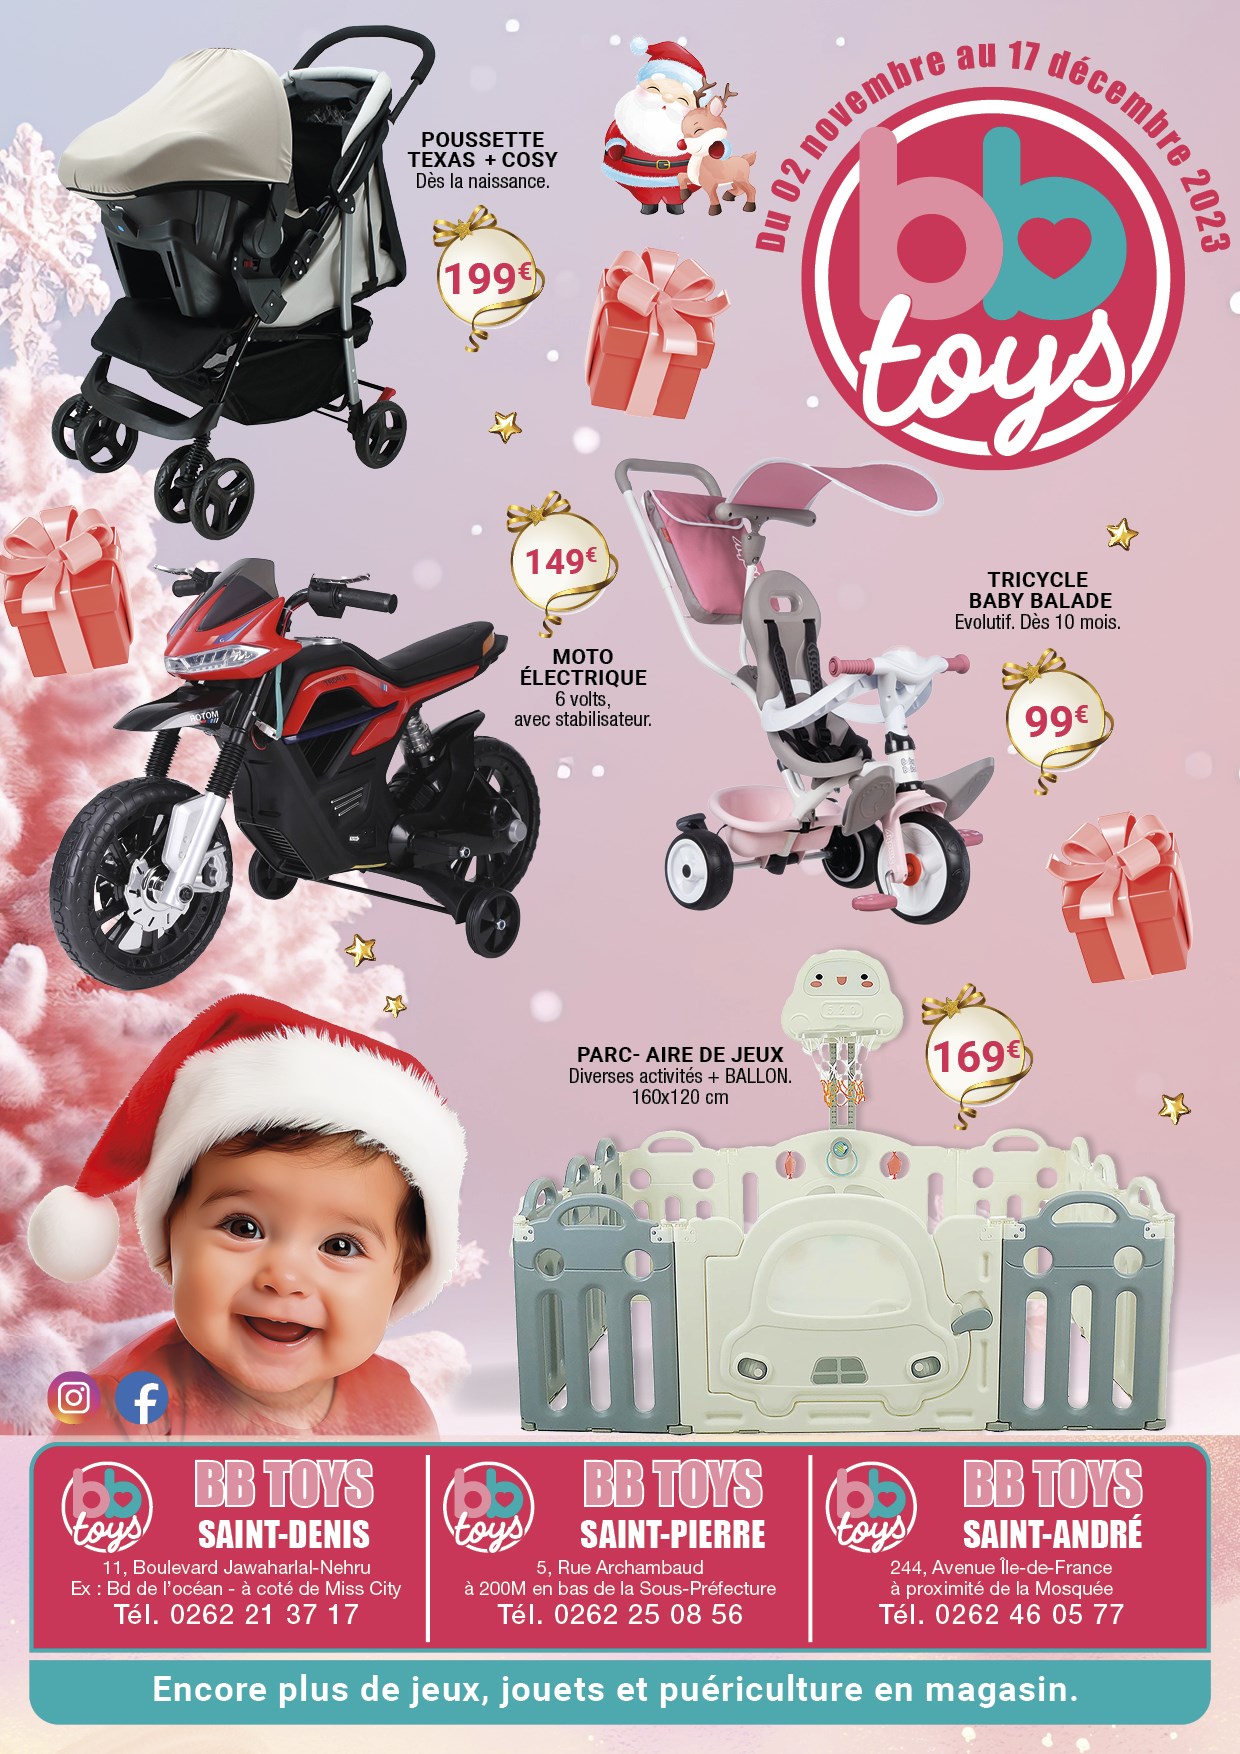 Du 02 novembre au 17 décembre 2023
bb
toys
POUSSETTE
TEXAS + COSY
Dès la naissance.
199€
149€
MOTO
ÉLECTRIQUE
6 volts,
avec stabilisateur.
BOTOM
TRICYCLE
BABY BALADE
Evolutif. Dès 10 mois.
99€
PARC- AIRE DE JEUX
Diverses activités + BALLON.
160x120 cm
169€
bb
toys
BB TOYS
SAINT-DENIS
11, Boulevard Jawaharlal-Nehru
Ex : Bd de l'océan - à coté de Miss City
Tél. 0262 21 37 17
bb
toys
BB TOYS
SAINT-PIERRE
5, Rue Archambaud
à 200M en bas de la Sous-Préfecture
Tél. 0262 25 08 56
bb
toys
BB TOYS
SAINT-ANDRÉ
244, Avenue Île-de-France
à proximité de la Mosquée
Tél. 0262 46 05 77
Encore plus de jeux, jouets et puériculture en magasin.